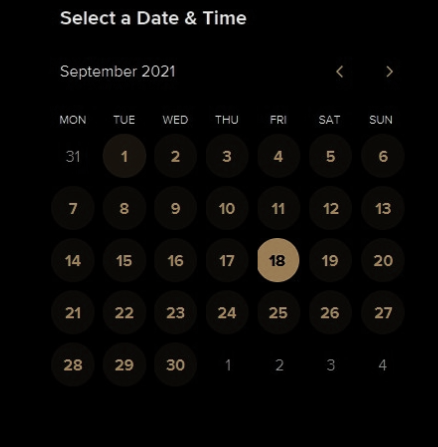 Select a Date & Time
September 2021
MON TUE WED THU FRI SAT SUN
31 1 2 3 4 5 6
7 8 9 10 11 12 13
14 15 16 17 18 19 20
21 22 23 24 25 26 27
28 29 30 1 2 3 4